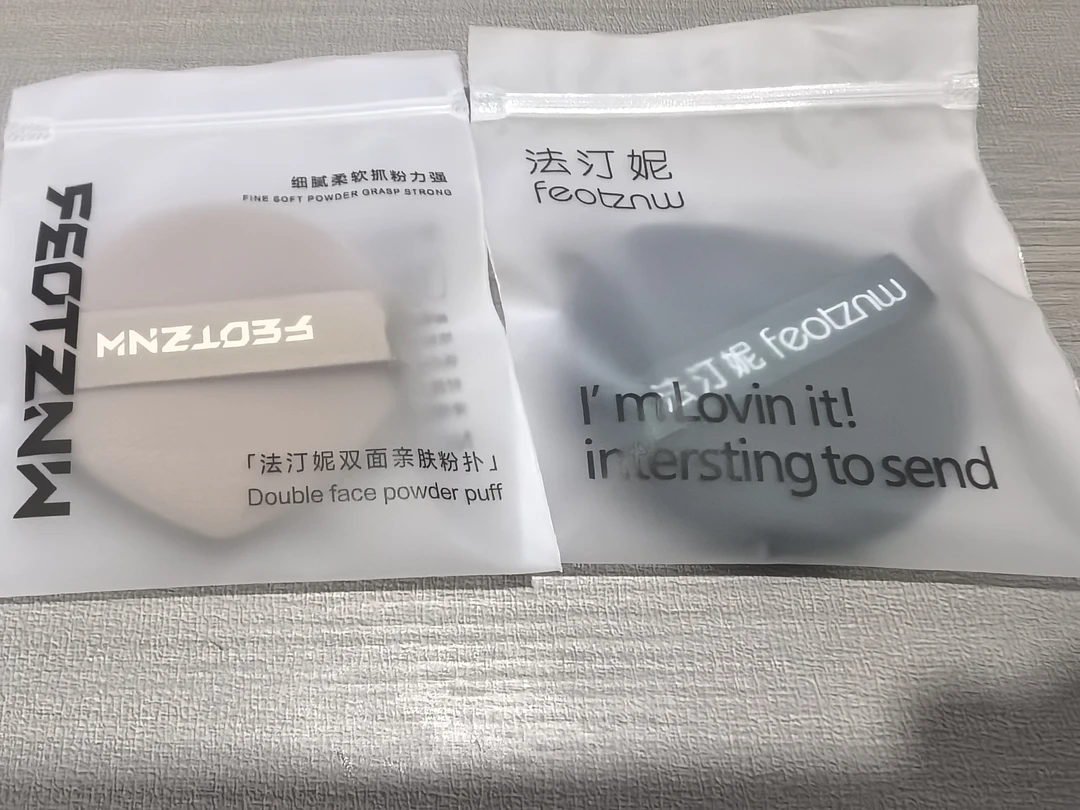 FEOTZNW
细腻柔软抓粉力强
FINE SOFT POWDER GRASP STRONG
FEOTZNW
「法汀妮双面亲肤粉扑」
Double face powder puff
法汀妮
feotznw
法汀妮 feotznw
I'm Lovin it!
intersting to send